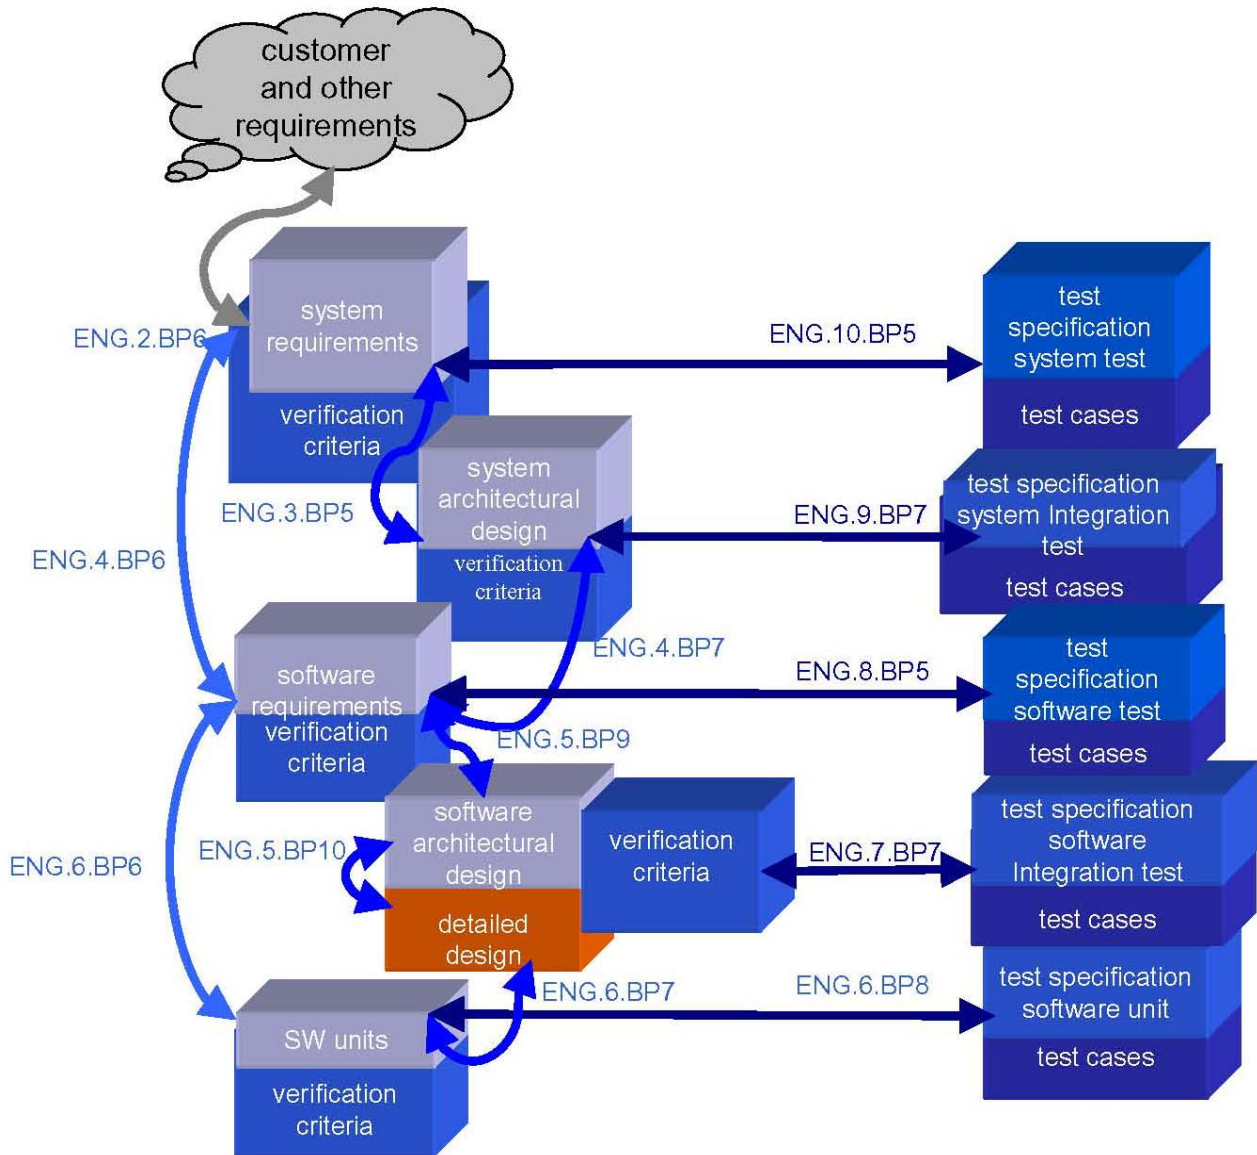 customer
and other
requirements
system
requirements
ENG.2.BP6
verification
criteria
ENG.10.BP5
test
specification
system test
test cases
system
architectural
design
verification
criteria
ENG.3.BP5
ENG.9.BP7
test specification
system Integration
test
test cases
ENG.4.BP6
ENG.4.BP7
software
requirements
verification
criteria
ENG.8.BP5
test
specification
software test
test cases
ENG.5.BP9
software
architectural
design
ENG.5.BP10
verification
criteria
ENG.7.BP7
test specification
software
Integration test
test cases
ENG.6.BP6
detailed
design
ENG.6.BP7
ENG.6.BP8
test specification
software unit
test cases
SW units
verification
criteria